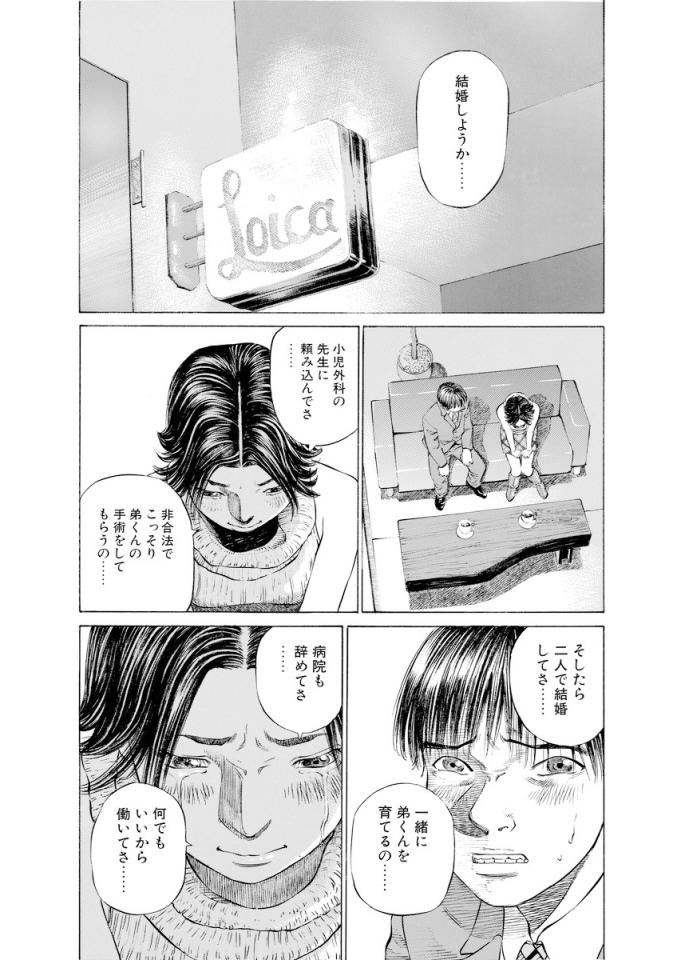 結婚しようか……
Loica
小児外科の
先生に
頼み込んでさ
……
非合法で
こっそり
弟くんの
手術をして
もらうの……
そしたら
二人で結婚
してさ……
一緒に
弟くんを
育てるの……
病院も
辞めてさ
……
何でも
いいから
働いてさ……